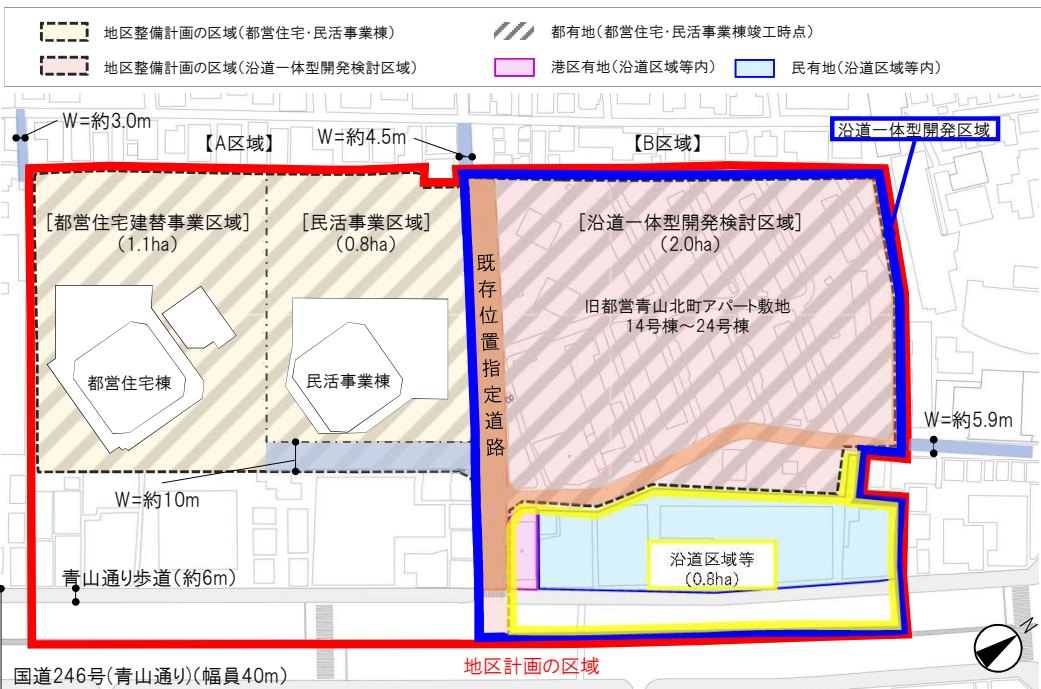 地区整備計画の区域(都営住宅・民活事業棟)
都有地(都営住宅・民活事業棟竣工時点)
地区整備計画の区域(沿道一体型開発検討区域)
港区有地(沿道区域等内)
民有地(沿道区域等内)
W=約3.0m
【A区域】
W=約4.5m
【B区域】
沿道一体型開発区域
[都営住宅建替事業区域]
(1.1ha)
[民活事業区域]
(0.8ha)
[沿道一体型開発検討区域]
(2.0ha)
既存位置指定道路
旧都営青山北町アパート敷地
14号棟～24号棟
都営住宅棟
民活事業棟
W=約5.9m
W=約10m
沿道区域等
(0.8ha)
青山通り歩道(約6m)
N
地区計画の区域
国道246号(青山通り)(幅員40m)